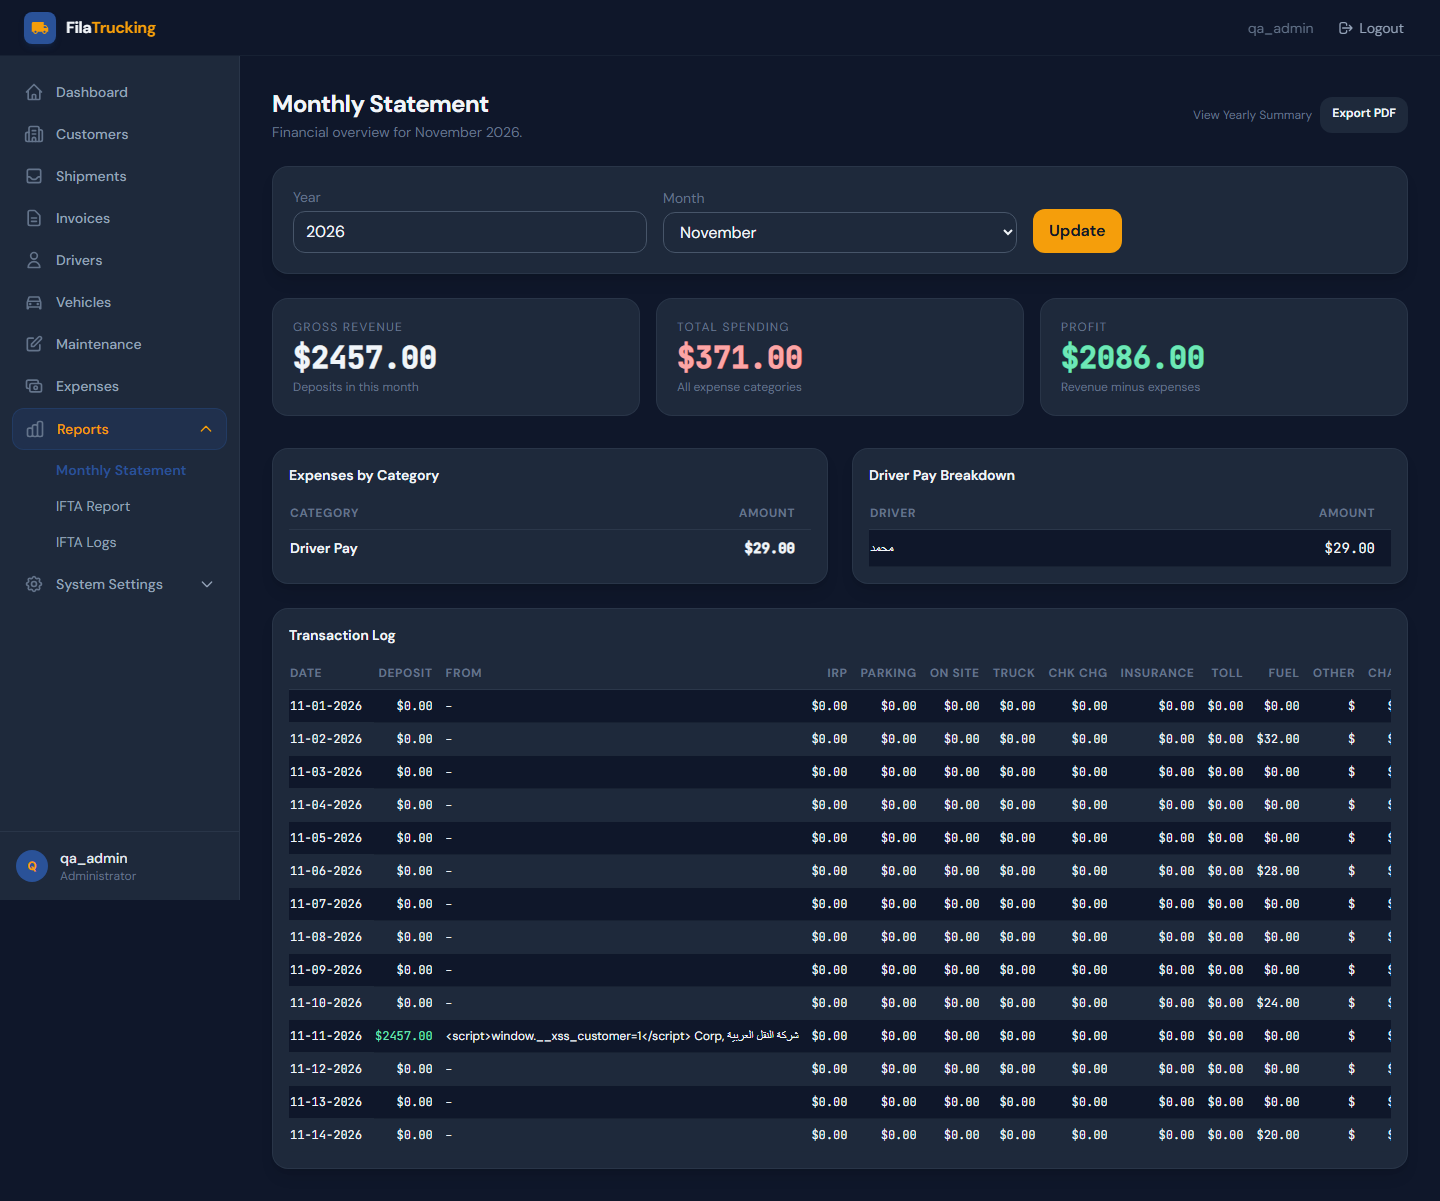 FilaTrucking
qa_admin
Logout
Dashboard
Customers
Shipments
Invoices
Drivers
Vehicles
Maintenance
Expenses
Reports
Monthly Statement
IFTA Report
IFTA Logs
System Settings
qa_admin
Administrator
Q
Monthly Statement
Financial overview for November 2026.
View Yearly Summary
Export PDF
Year
2026
Month
November
Update
GROSS REVENUE
$2457.00
Deposits in this month
TOTAL SPENDING
$371.00
All expense categories
PROFIT
$2086.00
Revenue minus expenses
Expenses by Category
CATEGORY AMOUNT
Driver Pay $29.00
Driver Pay Breakdown
DRIVER AMOUNT
محمد $29.00
Transaction Log
DATE DEPOSIT FROM IRP PARKING ON SITE TRUCK CHK CHG INSURANCE TOLL FUEL OTHER CHA
11-01-2026 $0.00 – $0.00 $0.00 $0.00 $0.00 $0.00 $0.00 $0.00 $0.00 $ $
11-02-2026 $0.00 – $0.00 $0.00 $0.00 $0.00 $0.00 $0.00 $0.00 $32.00 $ $
11-03-2026 $0.00 – $0.00 $0.00 $0.00 $0.00 $0.00 $0.00 $0.00 $0.00 $ $
11-04-2026 $0.00 – $0.00 $0.00 $0.00 $0.00 $0.00 $0.00 $0.00 $0.00 $ $
11-05-2026 $0.00 – $0.00 $0.00 $0.00 $0.00 $0.00 $0.00 $0.00 $0.00 $ $
11-06-2026 $0.00 – $0.00 $0.00 $0.00 $0.00 $0.00 $0.00 $0.00 $28.00 $ $
11-07-2026 $0.00 – $0.00 $0.00 $0.00 $0.00 $0.00 $0.00 $0.00 $0.00 $ $
11-08-2026 $0.00 – $0.00 $0.00 $0.00 $0.00 $0.00 $0.00 $0.00 $0.00 $ $
11-09-2026 $0.00 – $0.00 $0.00 $0.00 $0.00 $0.00 $0.00 $0.00 $0.00 $ $
11-10-2026 $0.00 – $0.00 $0.00 $0.00 $0.00 $0.00 $0.00 $0.00 $24.00 $ $
11-11-2026 $2457.00 <script>window.__xss_customer=1</script> Corp, شركة النقل العربية $0.00 $0.00 $0.00 $0.00 $0.00 $0.00 $0.00 $0.00 $ $
11-12-2026 $0.00 – $0.00 $0.00 $0.00 $0.00 $0.00 $0.00 $0.00 $0.00 $ $
11-13-2026 $0.00 – $0.00 $0.00 $0.00 $0.00 $0.00 $0.00 $0.00 $0.00 $ $
11-14-2026 $0.00 – $0.00 $0.00 $0.00 $0.00 $0.00 $0.00 $0.00 $20.00 $ $